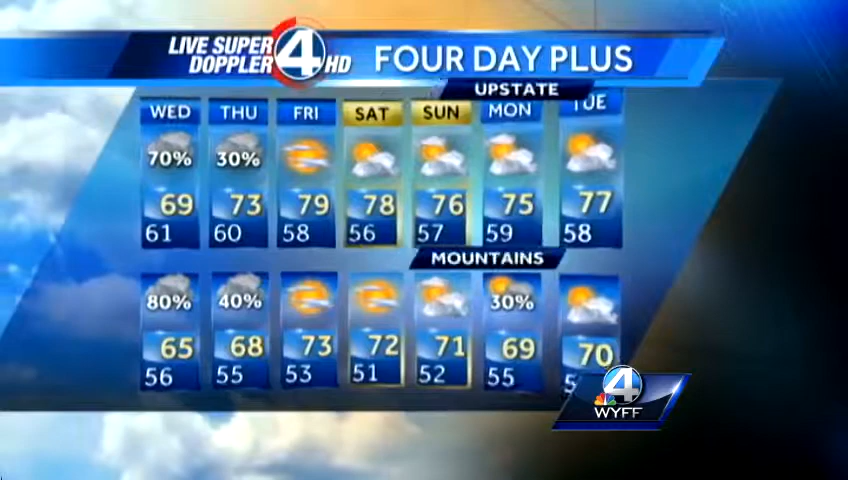 LIVE SUPER
DOPPLER 4 HD
FOUR DAY PLUS
UPSTATE
WED THU FRI SAT SUN MON TUE
70% 30%
69 73 79 78 76 75 77
61 60 58 56 57 59 58
MOUNTAINS
80% 40% 30%
65 68 73 72 71 69 70
56 55 53 51 52 55
4
WYFF